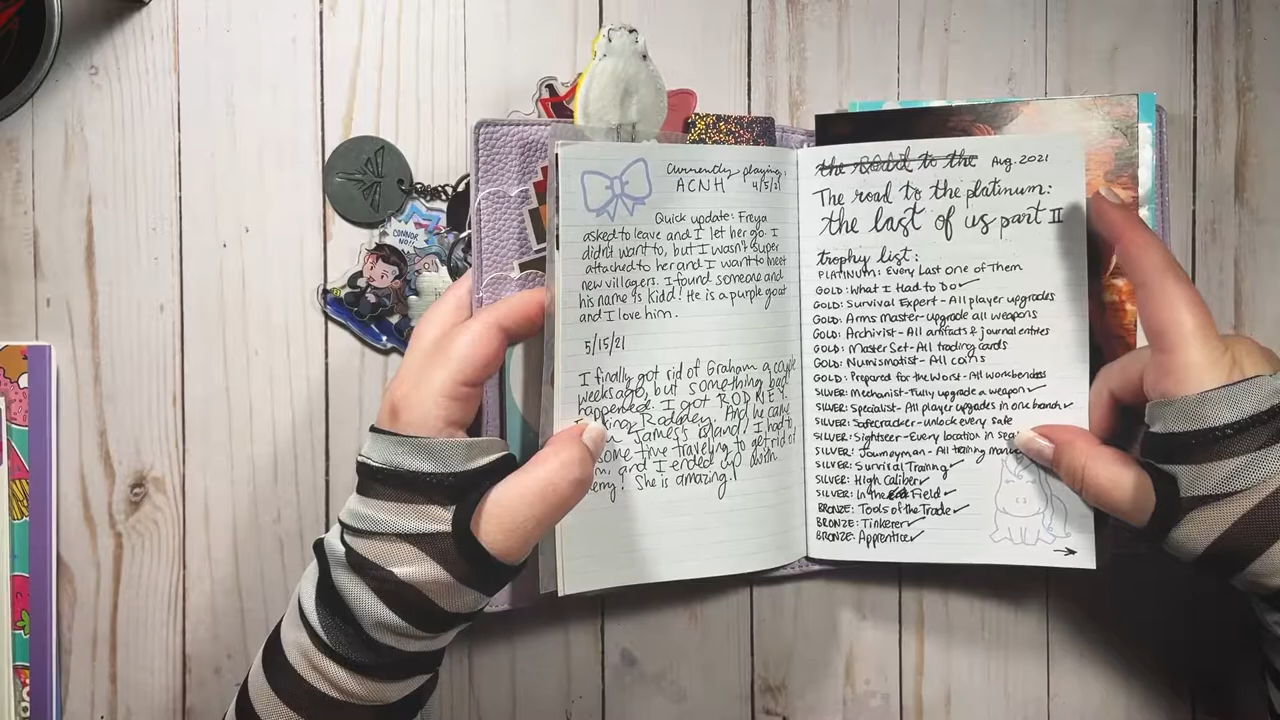 CONNOR NO!!
Currently playing:
ACNH 4/5/21
Quick update: Freya
asked to leave and I let her go. I
didn't want to, but I wasn't super
attached to her and I want to meet
new villagers. I found someone and
his name is Kidd! He is a purple goat
and I love him.
5/15/21
I finally got rid of Graham a couple
weeks ago, but something bad
happened. I got RODNEY.
Rodney. And he came
James's island. I had to
some time traveling to get rid of
and I ended up with
She is amazing!
the road to the Aug. 2021
The road to the platinum:
the last of us part II
trophy list:
PLATINUM: Every Last One of Them
GOLD: What I Had to Do ✓
GOLD: Survival Expert - All player upgrades
GOLD: Arms Master - upgrade all weapons
GOLD: Archivist - All artifacts & journal entries
GOLD: Master Set - All trading cards
GOLD: Numismatist - All coins
GOLD: Prepared for the Worst - All workbenches
SILVER: Mechanist - Fully upgrade a weapon ✓
SILVER: Specialist - All player upgrades in one branch ✓
SILVER: Safecracker - unlock every safe
SILVER: Sightseer - Every location in sea
SILVER: Journeyman - All training manua
SILVER: Survival Training ✓
SILVER: High Caliber ✓
SILVER: In the Field ✓
BRONZE: Tools of the Trade ✓
BRONZE: Tinkerer ✓
BRONZE: Apprentice ✓